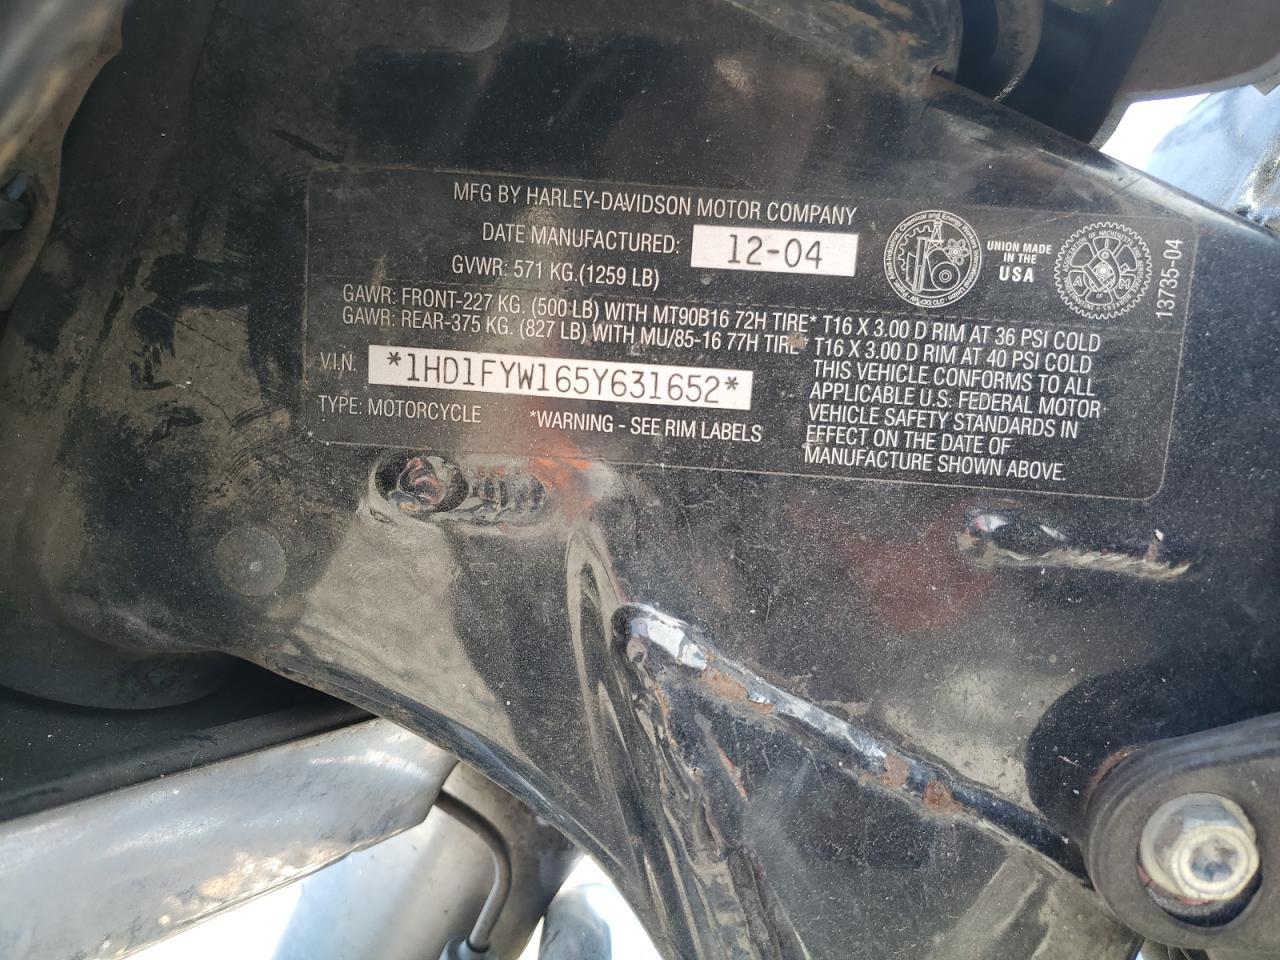 MFG BY HARLEY-DAVIDSON MOTOR COMPANY
DATE MANUFACTURED: 12-04
GVWR: 571 KG.(1259 LB)
GAWR: FRONT-227 KG. (500 LB) WITH MT90B16 72H TIRE* T16 X 3.00 D RIM AT 36 PSI COLD
GAWR: REAR-375 KG. (827 LB) WITH MU/85-16 77H TIRE* T16 X 3.00 D RIM AT 40 PSI COLD
V.I.N. *1HD1FYW165Y631652*
TYPE: MOTORCYCLE *WARNING - SEE RIM LABELS
THIS VEHICLE CONFORMS TO ALL
APPLICABLE U.S. FEDERAL MOTOR
VEHICLE SAFETY STANDARDS IN
EFFECT ON THE DATE OF
MANUFACTURE SHOWN ABOVE.
UNION MADE
IN THE
USA
13735-04